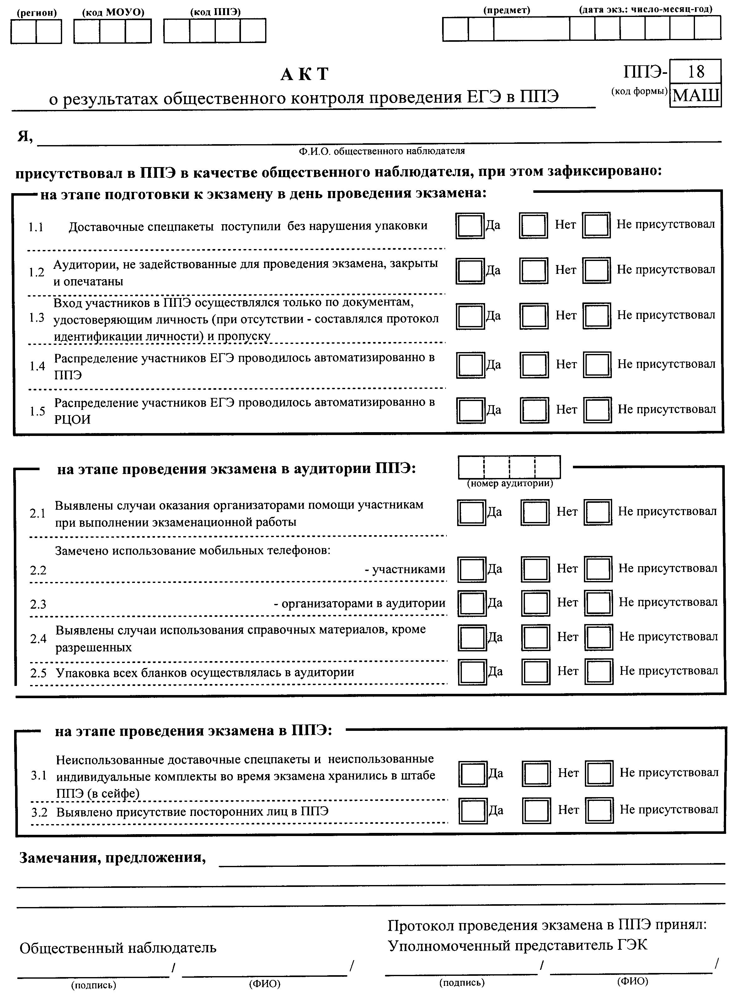 (регион) (код МОУО) (код ППЭ) (предмет) (дата экз.: число-месяц-год)
А К Т
ППЭ- 18
о результатах общественного контроля проведения ЕГЭ в ППЭ
(код формы) МАШ
Я,
Ф.И.О. общественного наблюдателя
присутствовал в ППЭ в качестве общественного наблюдателя, при этом зафиксировано:
на этапе подготовки к экзамену в день проведения экзамена:
1.1 Доставочные спецпакеты поступили без нарушения упаковки Да Нет Не присутствовал
1.2 Аудитории, не задействованные для проведения экзамена, закрыты
и опечатаны Да Нет Не присутствовал
Вход участников в ППЭ осуществлялся только по документам,
1.3 удостоверяющим личность (при отсутствии - составлялся протокол Да Нет Не присутствовал
идентификации личности) и пропуску
1.4 Распределение участников ЕГЭ проводилось автоматизированно в
ППЭ Да Нет Не присутствовал
1.5 Распределение участников ЕГЭ проводилось автоматизированно в
РЦОИ Да Нет Не присутствовал
на этапе проведения экзамена в аудитории ППЭ:
(номер аудитории)
2.1 Выявлены случаи оказания организаторами помощи участникам
при выполнении экзаменационной работы Да Нет Не присутствовал
Замечено использование мобильных телефонов:
2.2 - участниками Да Нет Не присутствовал
2.3 - организаторами в аудитории Да Нет Не присутствовал
2.4 Выявлены случаи использования справочных материалов, кроме
разрешенных Да Нет Не присутствовал
2.5 Упаковка всех бланков осуществлялась в аудитории Да Нет Не присутствовал
на этапе проведения экзамена в ППЭ:
Неиспользованные доставочные спецпакеты и неиспользованные
3.1 индивидуальные комплекты во время экзамена хранились в штабе Да Нет Не присутствовал
ППЭ (в сейфе)
3.2 Выявлено присутствие посторонних лиц в ППЭ Да Нет Не присутствовал
Замечания, предложения,
Протокол проведения экзамена в ППЭ принял:
Общественный наблюдатель Уполномоченный представитель ГЭК
/ / / /
(подпись) (ФИО) (подпись) (ФИО)